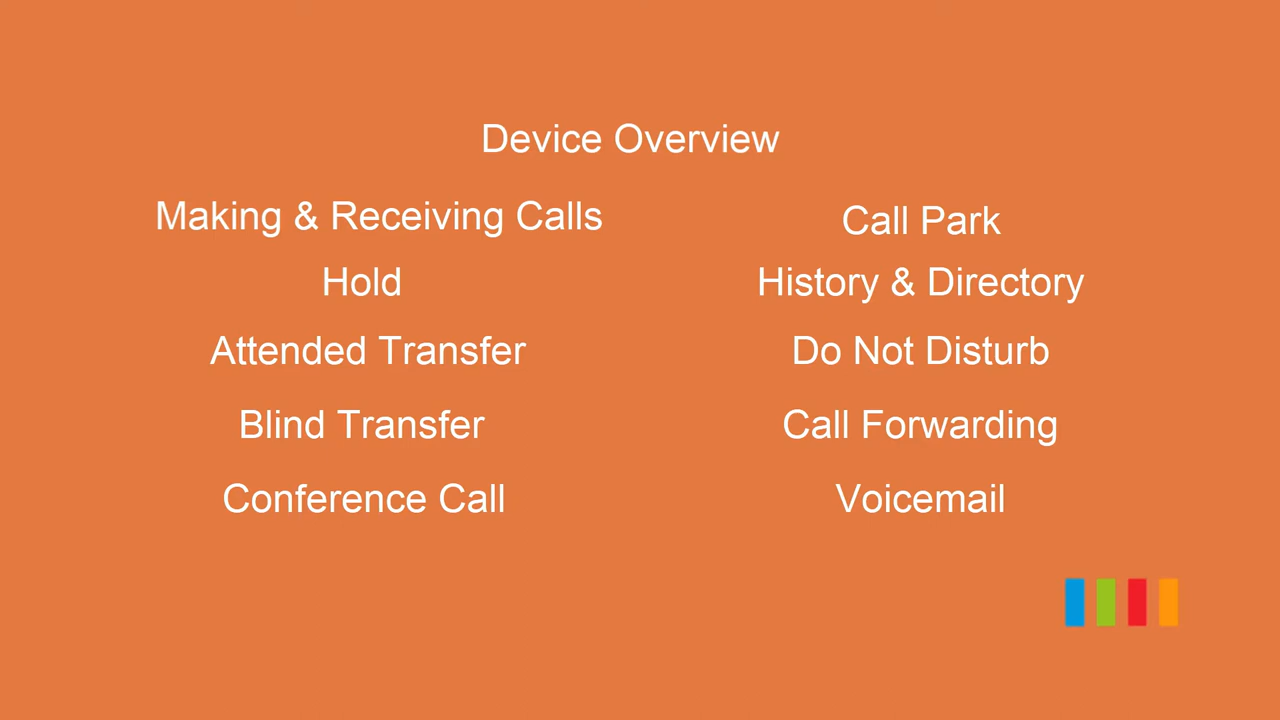 Device Overview
Making & Receiving Calls
Hold
Attended Transfer
Blind Transfer
Conference Call
Call Park
History & Directory
Do Not Disturb
Call Forwarding
Voicemail